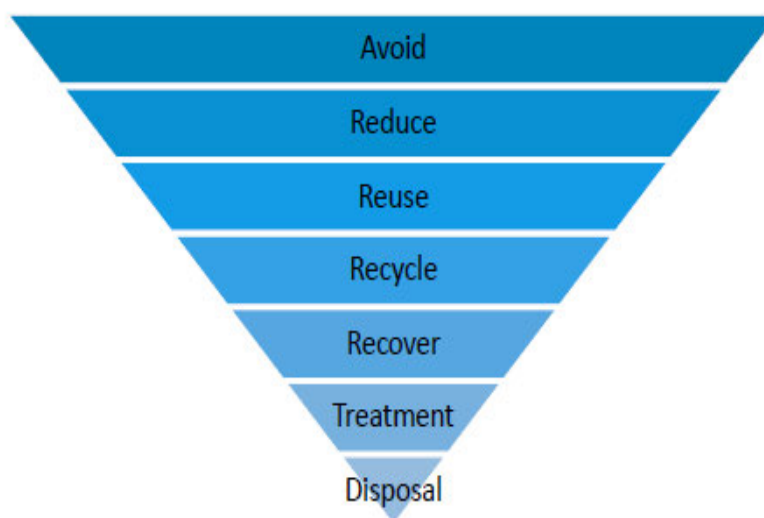 Avoid
Reduce
Reuse
Recycle
Recover
Treatment
Disposal